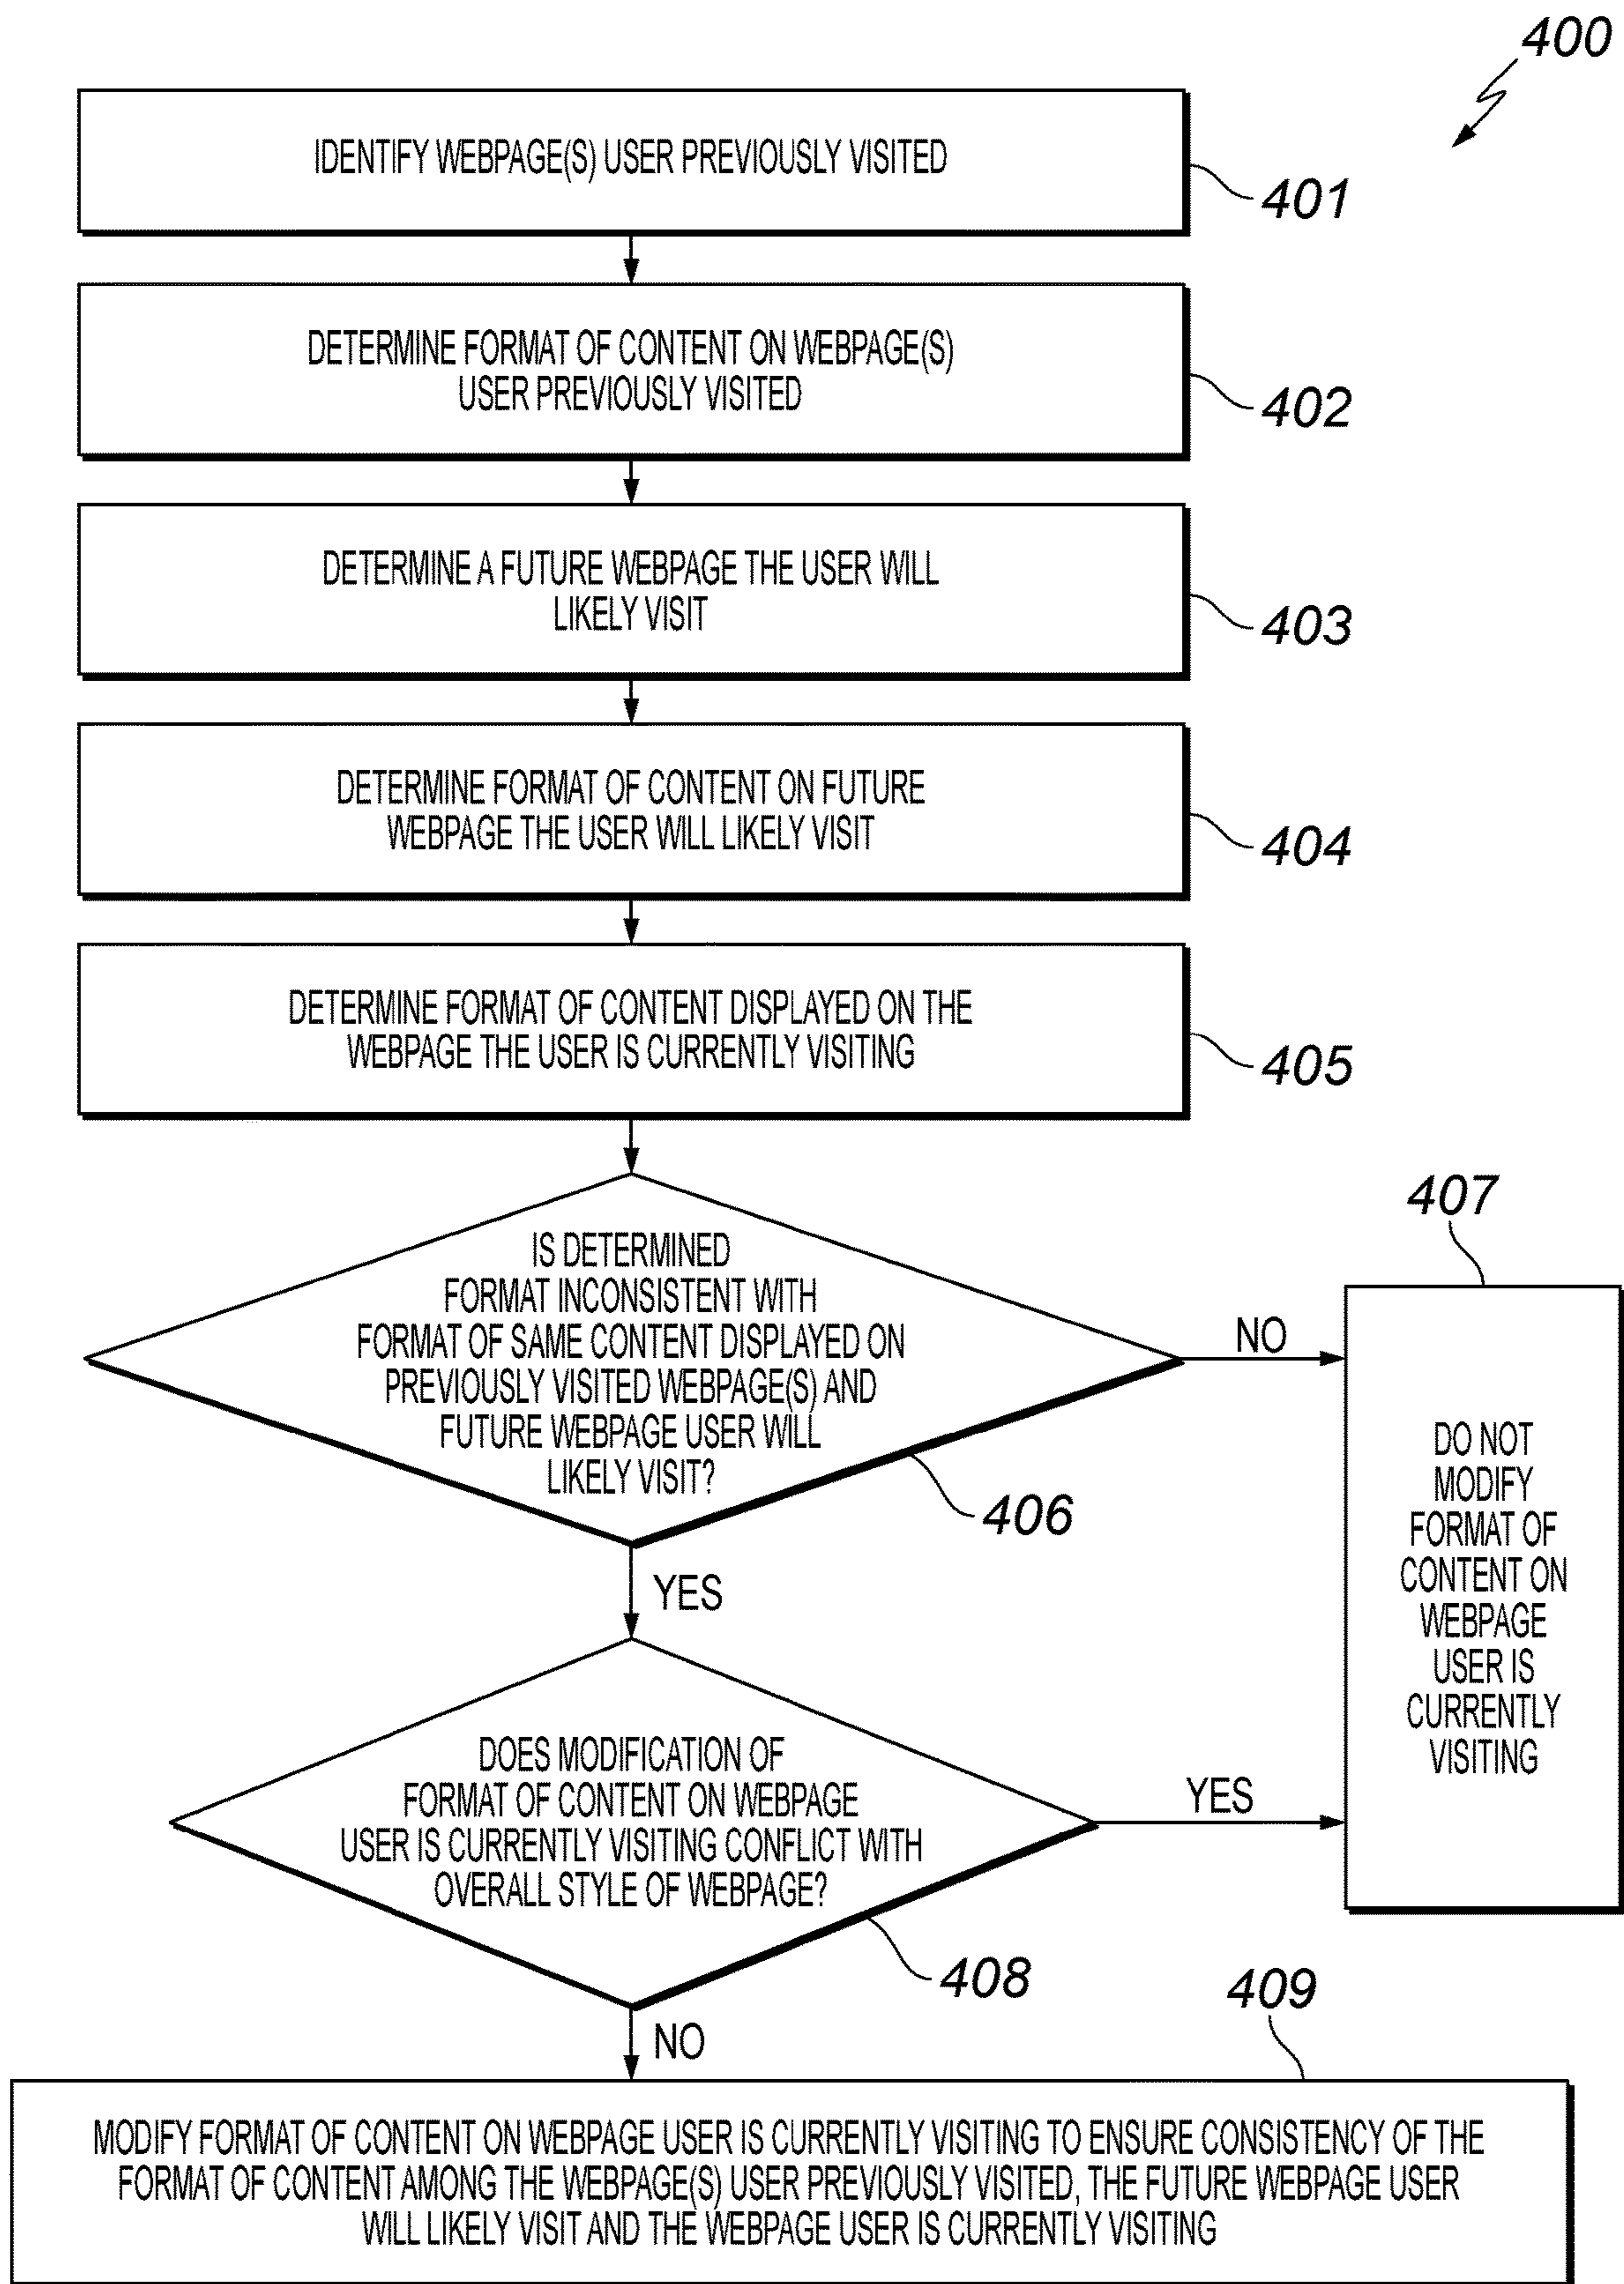 400
IDENTIFY WEBPAGE(S) USER PREVIOUSLY VISITED
401
DETERMINE FORMAT OF CONTENT ON WEBPAGE(S)
USER PREVIOUSLY VISITED
402
DETERMINE A FUTURE WEBPAGE THE USER WILL
LIKELY VISIT
403
DETERMINE FORMAT OF CONTENT ON FUTURE
WEBPAGE THE USER WILL LIKELY VISIT
404
DETERMINE FORMAT OF CONTENT DISPLAYED ON THE
WEBPAGE THE USER IS CURRENTLY VISITING
405
IS DETERMINED
FORMAT INCONSISTENT WITH
FORMAT OF SAME CONTENT DISPLAYED ON
PREVIOUSLY VISITED WEBPAGE(S) AND
FUTURE WEBPAGE USER WILL
LIKELY VISIT?
406
NO
YES
407
DO NOT
MODIFY
FORMAT OF
CONTENT ON
WEBPAGE
USER IS
CURRENTLY
VISITING
DOES MODIFICATION OF
FORMAT OF CONTENT ON WEBPAGE
USER IS CURRENTLY VISITING CONFLICT WITH
OVERALL STYLE OF WEBPAGE?
408
YES
NO
409
MODIFY FORMAT OF CONTENT ON WEBPAGE USER IS CURRENTLY VISITING TO ENSURE CONSISTENCY OF THE
FORMAT OF CONTENT AMONG THE WEBPAGE(S) USER PREVIOUSLY VISITED, THE FUTURE WEBPAGE USER
WILL LIKELY VISIT AND THE WEBPAGE USER IS CURRENTLY VISITING